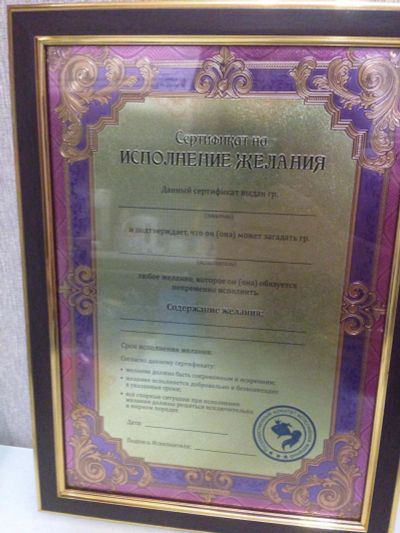 Сертификат на
ИСПОЛНЕНИЕ ЖЕЛАНИЯ
Данный сертификат выдан гр.
и подтверждает, что он (она) может загадать гр.
любое желание, которое он (она) обязуется
непременно исполнить.
Содержание желания:
Срок исполнения желания:
Согласно данному сертификату:
• желание должно быть сокровенным и искренним;
• желание исполняется добровольно и безвозмездно
в указанные сроки;
• все спорные ситуации при исполнении
желания должны решаться исключительно
в мирном порядке.
Дата:
Подпись Исполнителя: